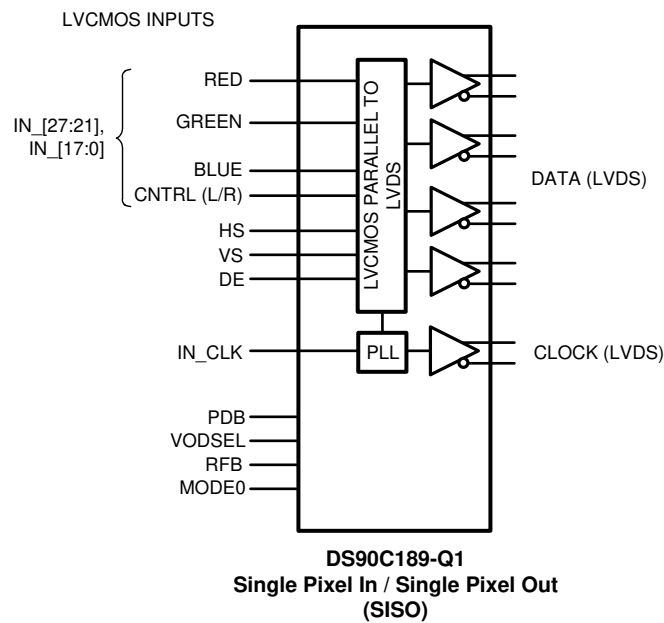 LVCMOS INPUTS
IN_[27:21],
IN_[17:0]
RED
GREEN
BLUE
CNTRL (L/R)
HS
VS
DE
IN_CLK
PDB
VODSEL
RFB
MODE0
LVCMOS PARALLEL TO
LVDS
PLL
DATA (LVDS)
CLOCK (LVDS)
DS90C189-Q1
Single Pixel In / Single Pixel Out
(SISO)